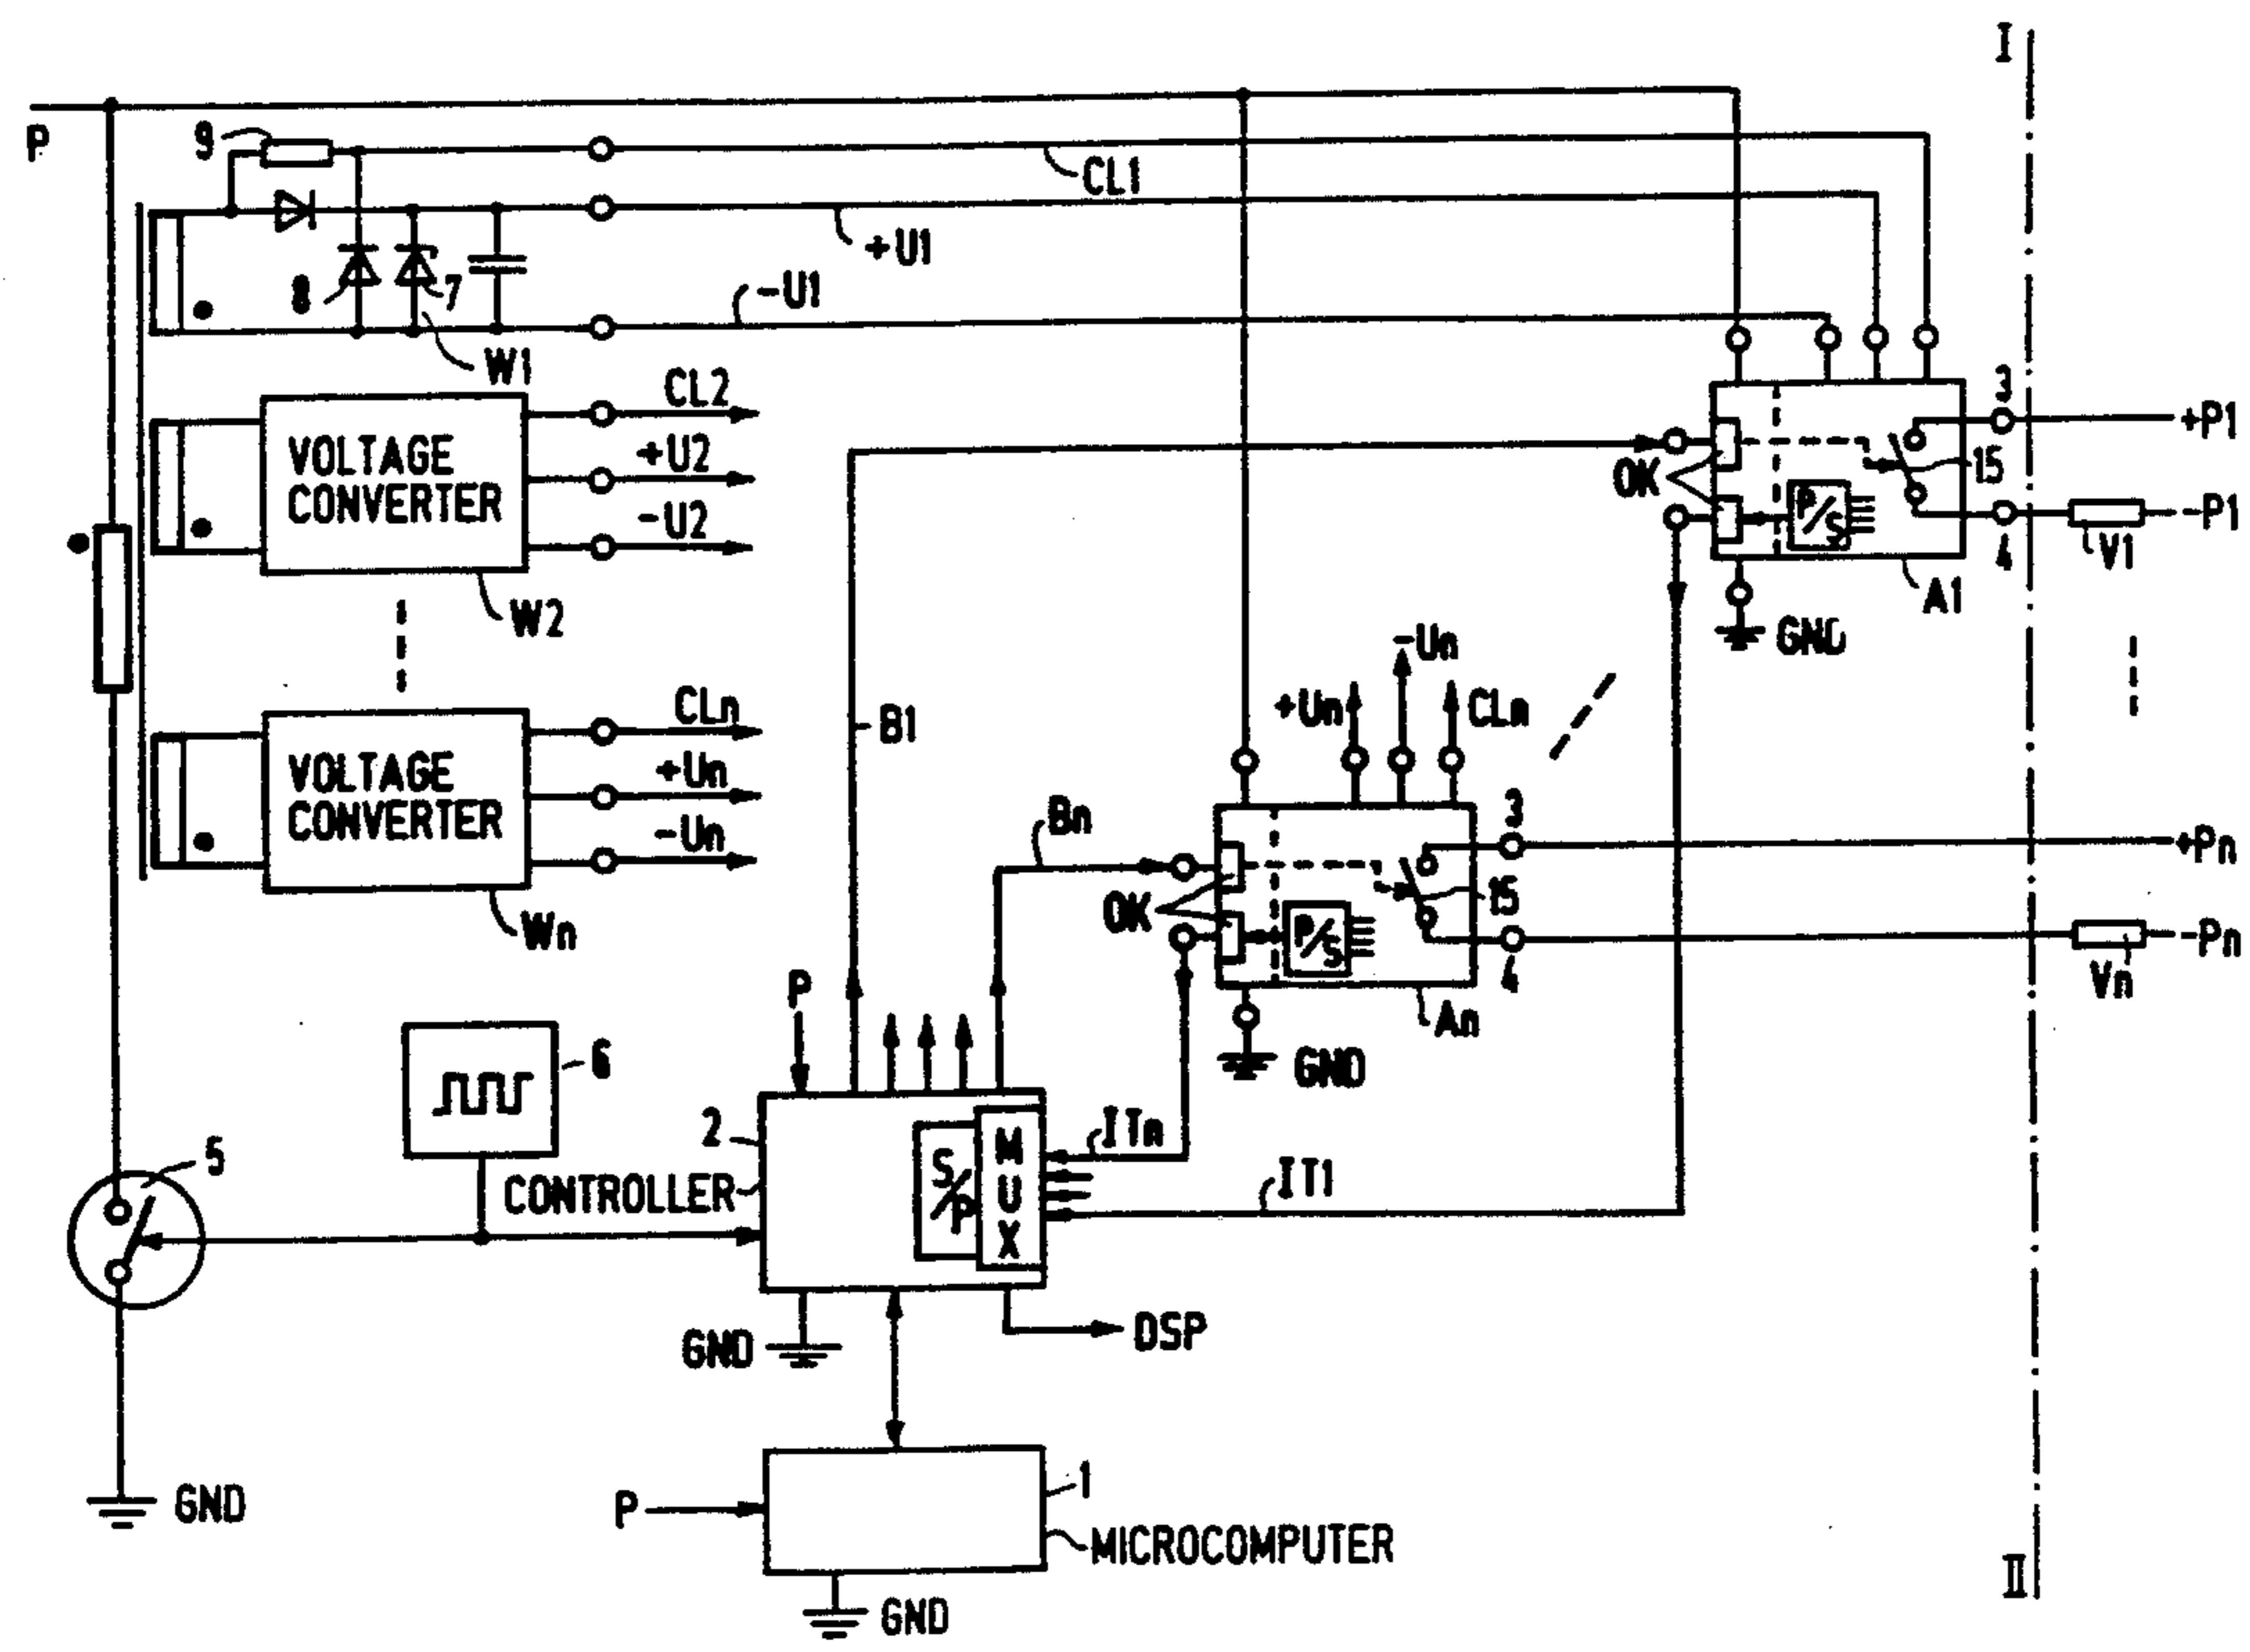 I
P
9
CL1
+U1
-U1
8
7
W1
CL2
+U2
-U2
VOLTAGE
CONVERTER
W2
3
+P1
OK
15
P/S
-P1
4
V1
A1
GND
CLn
+Un
-Un
VOLTAGE
CONVERTER
Wn
B1
-Un
+Un
CLn
Bn
3
+Pn
OK
15
P/S
-Pn
4
Vn
An
GND
P
6
2
CONTROLLER
S/P
MUX
ITn
IT1
5
GND
DSP
GND
P
1
MICROCOMPUTER
GND
II